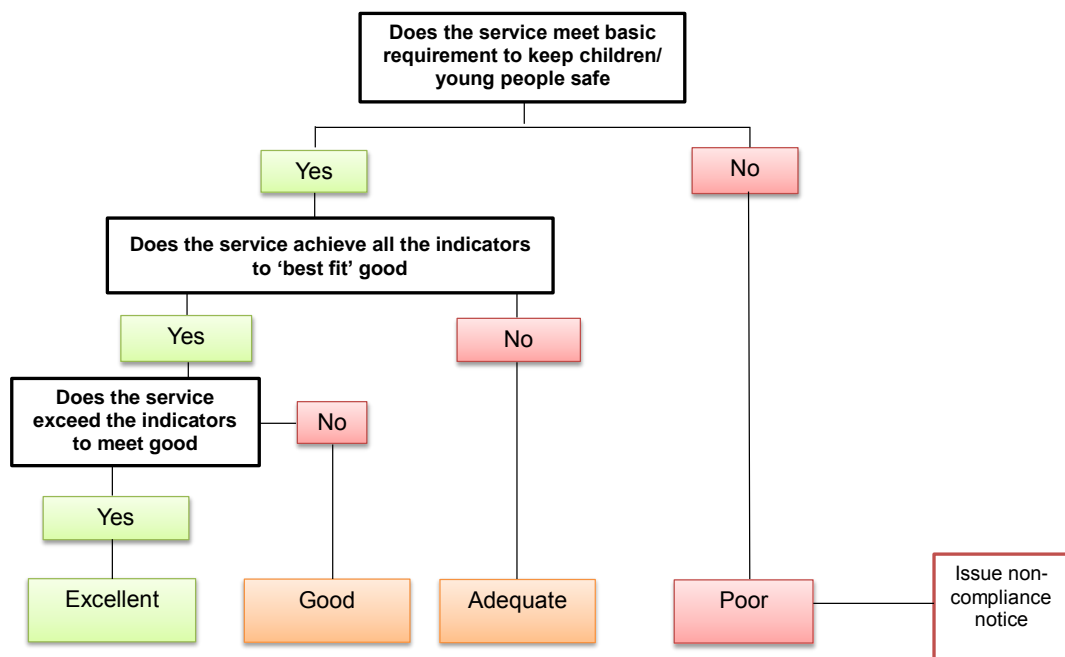 Does the service meet basic
requirement to keep children/
young people safe
Yes
No
Does the service achieve all the indicators
to ‘best fit’ good
Yes
No
Does the service
exceed the indicators
to meet good
No
Yes
Excellent
Good
Adequate
Poor
Issue non-
compliance
notice